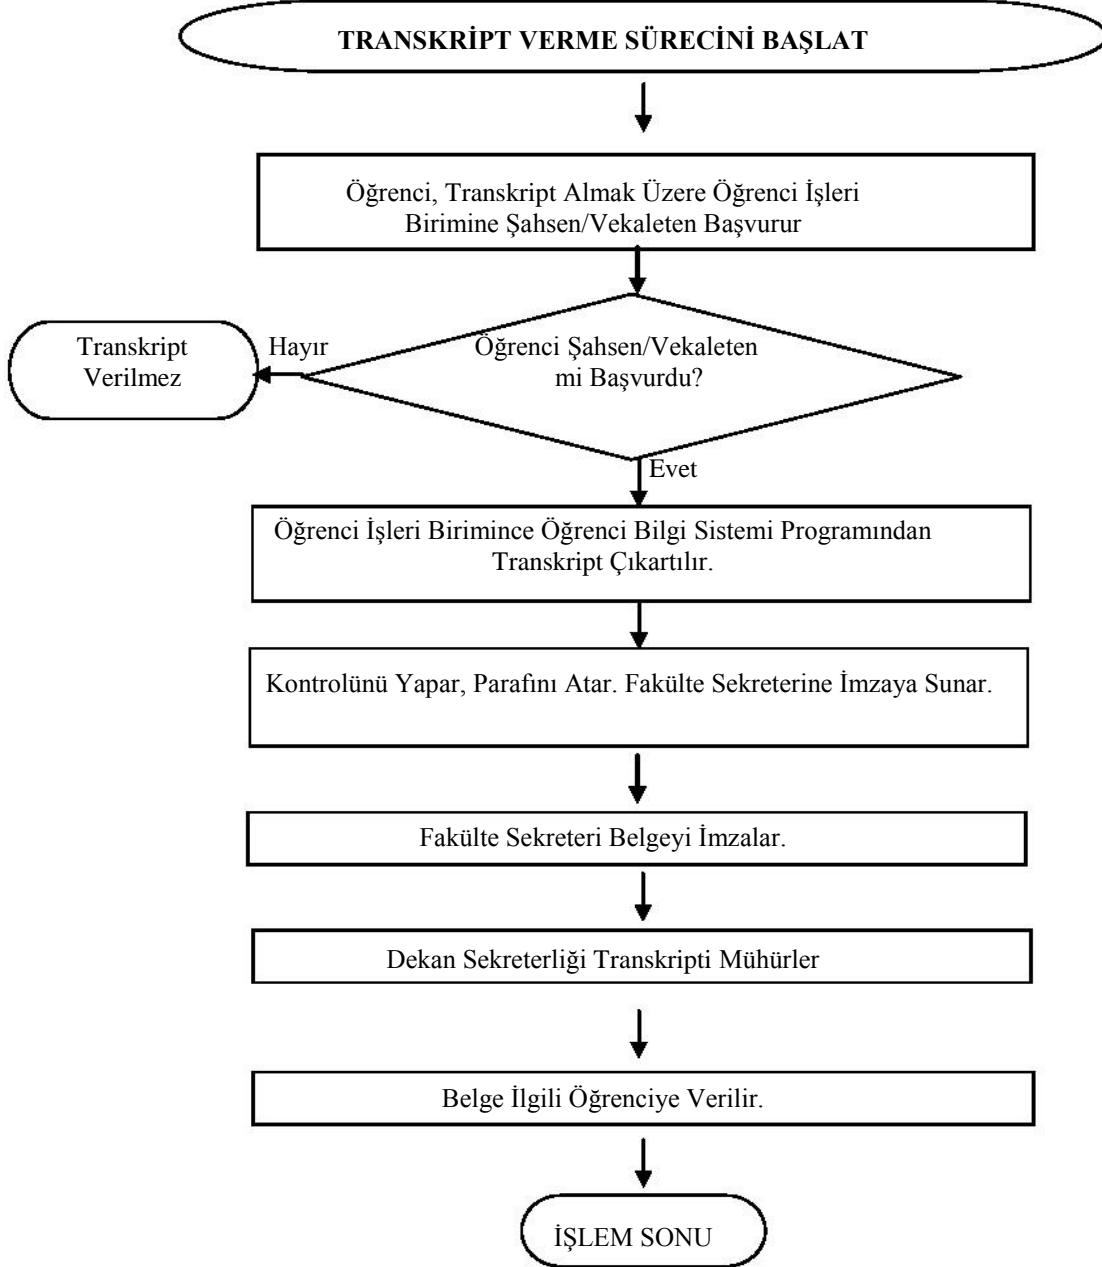 TRANSKRİPT VERME SÜRECİNİ BAŞLAT
Öğrenci, Transkript Almak Üzere Öğrenci İşleri
Birimine Şahsen/Vekaleten Başvurur
Transkript
Verilmez
Hayır
Öğrenci Şahsen/Vekaleten
mi Başvurdu?
Evet
Öğrenci İşleri Birimince Öğrenci Bilgi Sistemi Programından
Transkript Çıkartılır.
Kontrolünü Yapar, Parafını Atar. Fakülte Sekreterine İmzaya Sunar.
Fakülte Sekreteri Belgeyi İmzalar.
Dekan Sekreterliği Transkripti Mühürler
Belge İlgili Öğrenciye Verilir.
İŞLEM SONU